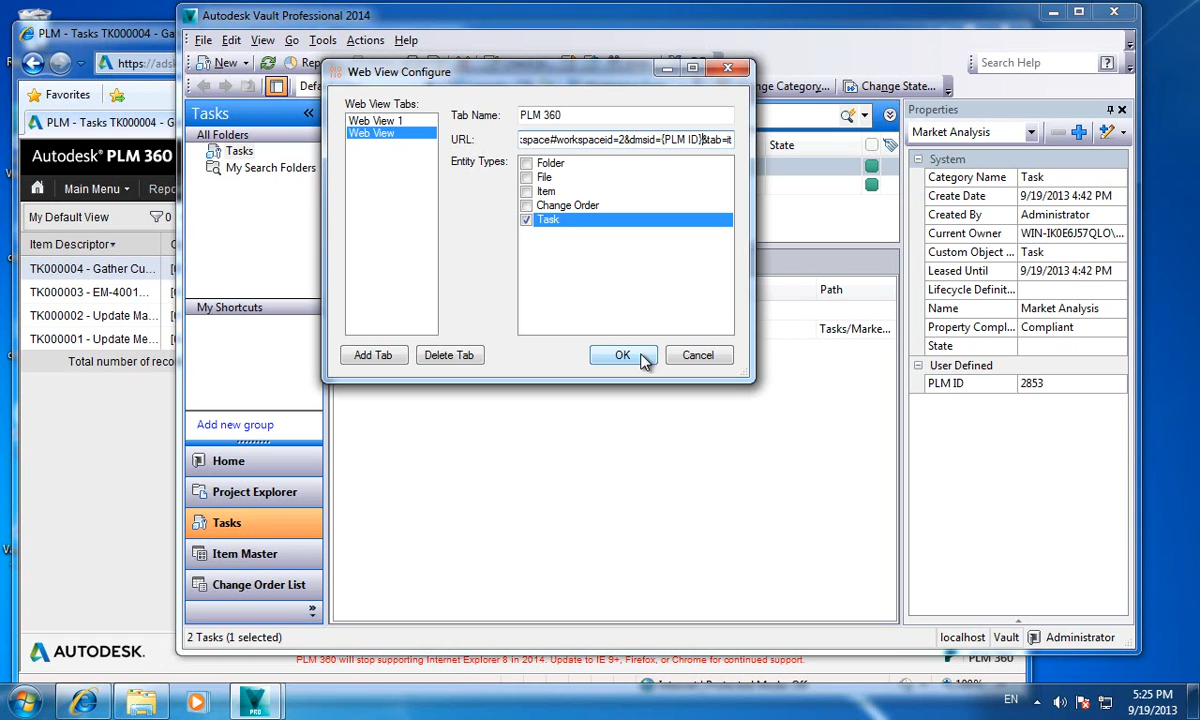 PLM - Tasks TK000004 - Ga
https://ads
Favorites
PLM - Tasks TK000004 - Gath
AUTODESK® PLM 360
Main Menu
Repo
My Default View
0
Item Descriptor
TK000004 - Gather Cu...
TK000003 - EM-4001...
TK000002 - Update Ma...
TK000001 - Update Me...
Total number of reco
AUTODESK.
Autodesk Vault Professional 2014
File Edit View Go Tools Actions Help
New
Rep
Search Help
Defa
nge Category...
Change State...
Tasks
All Folders
Tasks
My Search Folders
My Shortcuts
Add new group
Home
Project Explorer
Tasks
Item Master
Change Order List
2 Tasks (1 selected)
localhost Vault Administrator
Web View Configure
Web View Tabs:
Web View 1
Web View
Tab Name: PLM 360
URL: :space#workspaceid=2&dmsid={PLM ID}&tab=it
Entity Types:
Folder
File
Item
Change Order
Task
Add Tab
Delete Tab
OK
Cancel
State
Path
Tasks/Marke...
Properties
Market Analysis
System
Category Name Task
Create Date 9/19/2013 4:42 PM
Created By Administrator
Current Owner WIN-IK0E6J57QLO\...
Custom Object ... Task
Leased Until 9/19/2013 4:42 PM
Lifecycle Definit...
Name Market Analysis
Property Compl... Compliant
State
User Defined
PLM ID 2853
PLM 360 will stop supporting Internet Explorer 8 in 2014. Update to IE 9+, Firefox, or Chrome for continued support.
PLM 360
EN
5:25 PM
9/19/2013
PRO